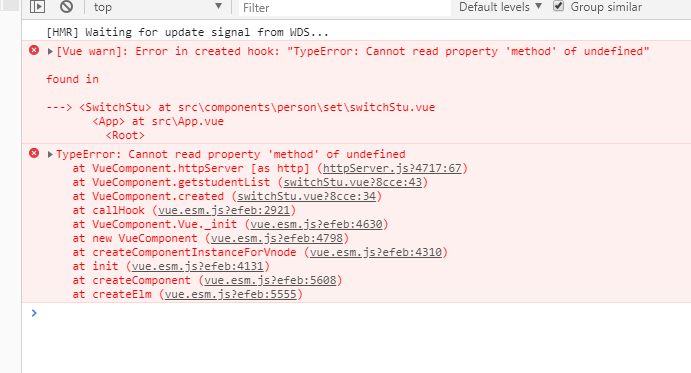 top Filter Default levels Group similar
[HMR] Waiting for update signal from WDS...
[Vue warn]: Error in created hook: "TypeError: Cannot read property 'method' of undefined"
found in
---> <SwitchStu> at src\components\person\set\switchStu.vue
<App> at src\App.vue
<Root>
TypeError: Cannot read property 'method' of undefined
at VueComponent.httpServer [as http] (httpServer.js?4717:67)
at VueComponent.getstudentList (switchStu.vue?8cce:43)
at VueComponent.created (switchStu.vue?8cce:34)
at callHook (vue.esm.js?efeb:2921)
at VueComponent.Vue._init (vue.esm.js?efeb:4630)
at new VueComponent (vue.esm.js?efeb:4798)
at createComponentInstanceForVnode (vue.esm.js?efeb:4310)
at init (vue.esm.js?efeb:4131)
at createComponent (vue.esm.js?efeb:5608)
at createElm (vue.esm.js?efeb:5555)
>